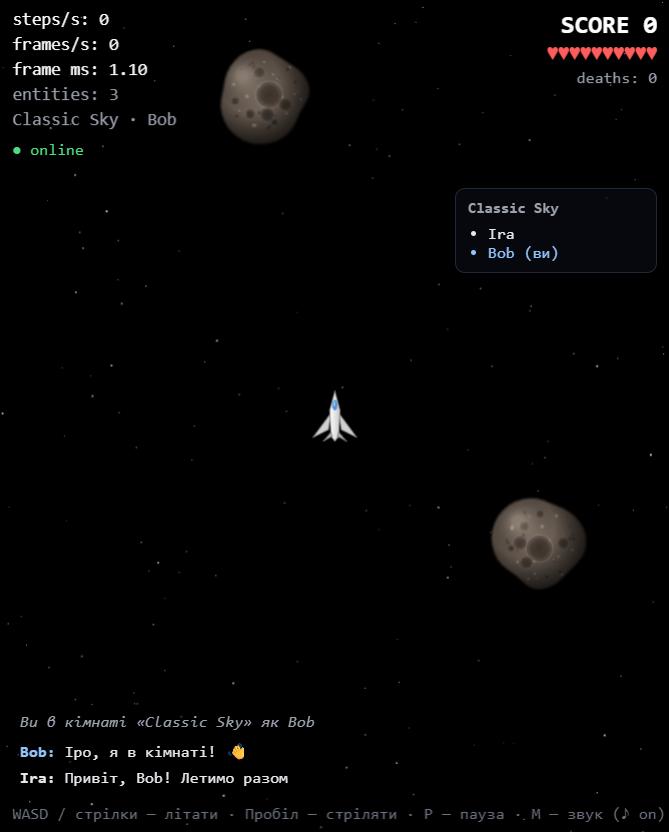 steps/s: 0
frames/s: 0
frame ms: 1.10
entities: 3
Classic Sky · Bob
● online
SCORE 0
♥♥♥♥♥♥♥♥♥♥
deaths: 0
Classic Sky
• Ira
• Bob (ви)
Ви в кімнаті «Classic Sky» як Bob
Bob: Іро, я в кімнаті! 👋
Ira: Привіт, Bob! Летимо разом
WASD / стрілки — літати · Пробіл — стріляти · P — пауза · M — звук (♪ on)